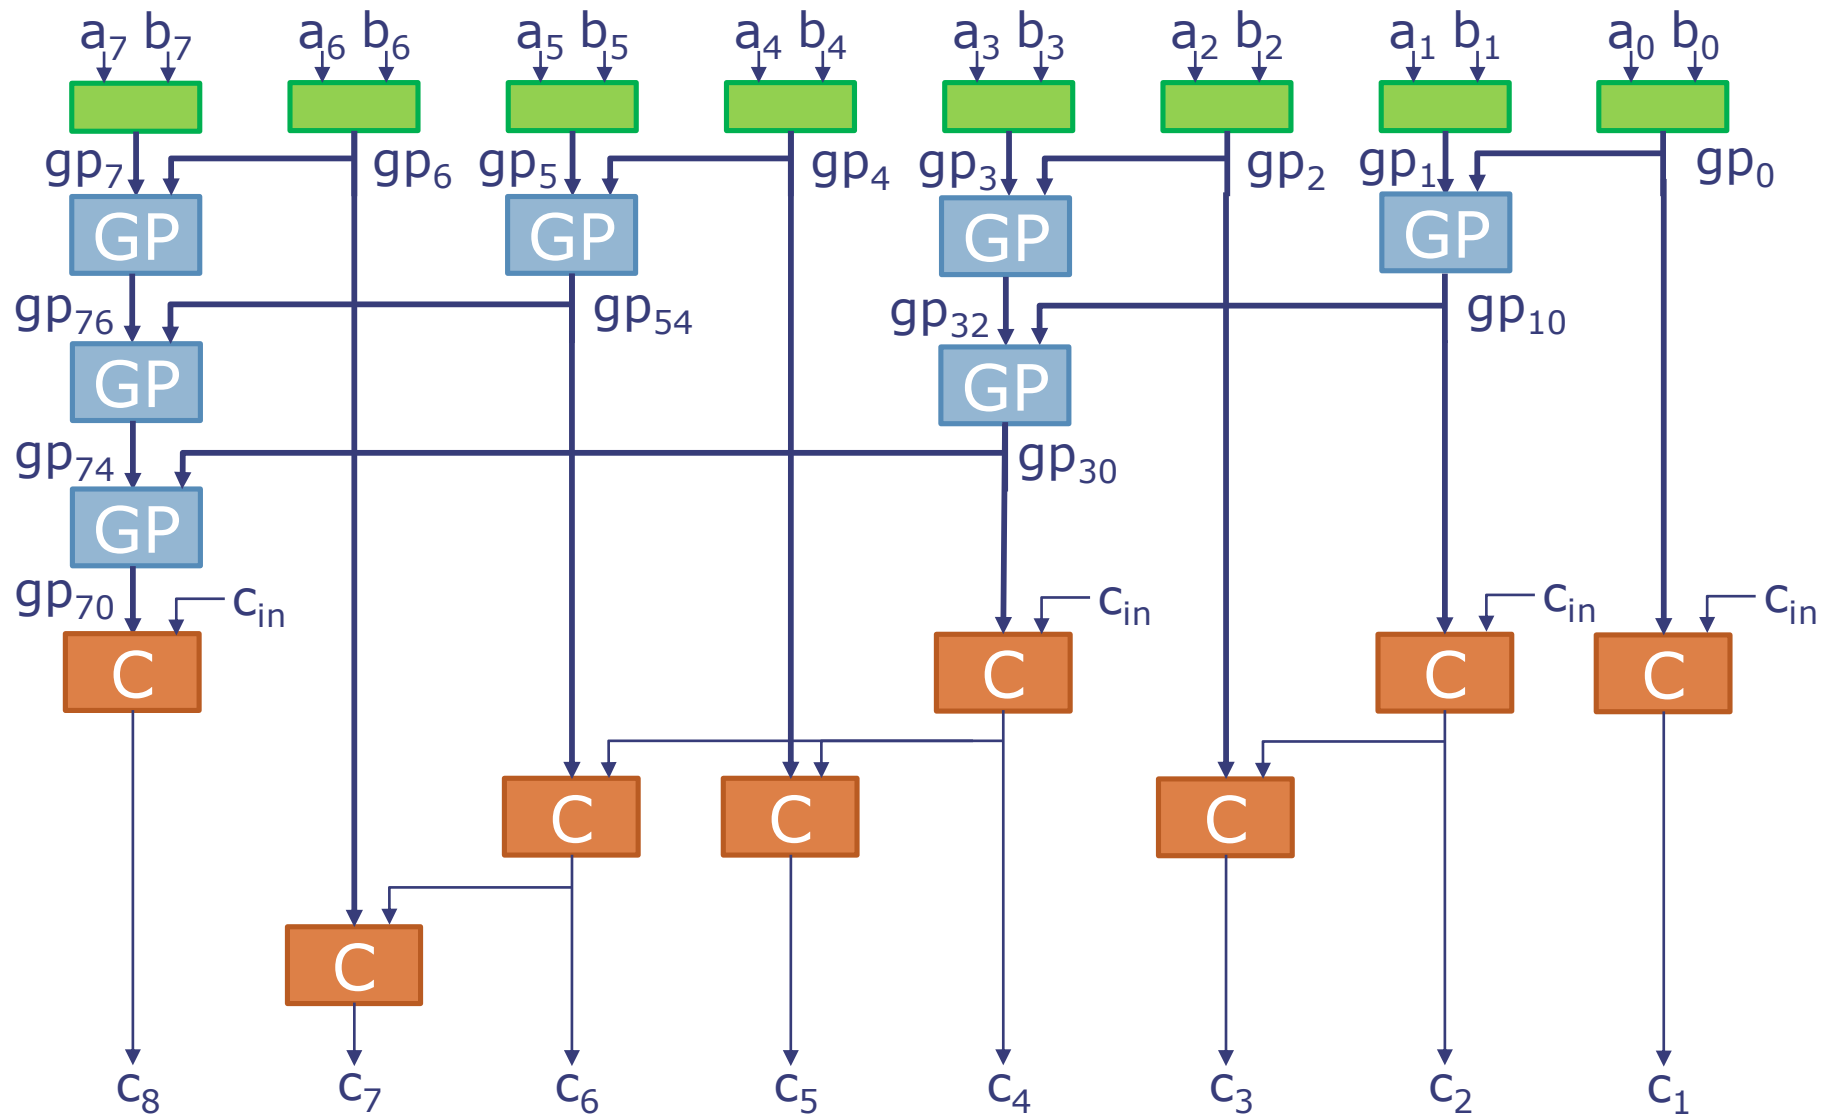 a₇ b₇ a₆ b₆ a₅ b₅ a₄ b₄ a₃ b₃ a₂ b₂ a₁ b₁ a₀ b₀
gp₇ gp₆ gp₅ gp₄ gp₃ gp₂ gp₁ gp₀
GP GP GP GP
gp₇₆ gp₅₄ gp₃₂ gp₁₀
GP GP
gp₇₄ gp₃₀
GP
gp₇₀ cᵢₙ cᵢₙ cᵢₙ cᵢₙ
C C C C
C C C
C
c₈ c₇ c₆ c₅ c₄ c₃ c₂ c₁